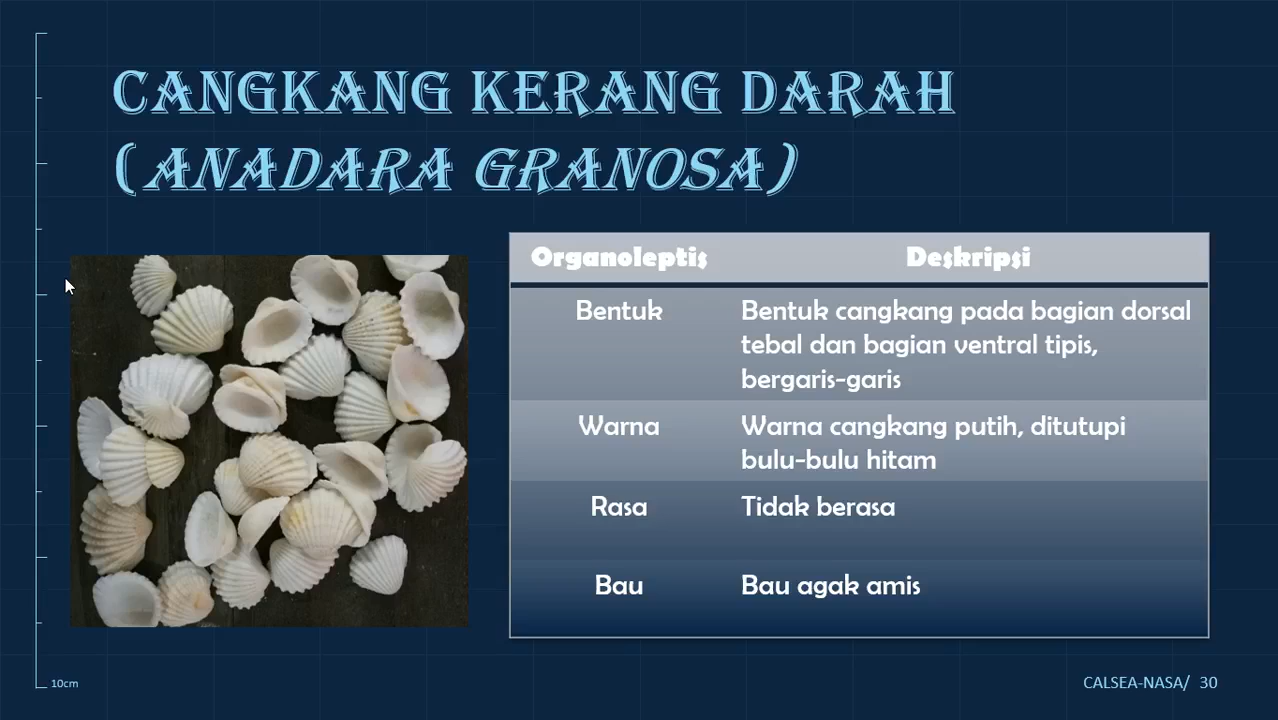 CANGKANG KERANG DARAH
(ANADARA GRANOSA)
Organoleptis Deskripsi
Bentuk Bentuk cangkang pada bagian dorsal
tebal dan bagian ventral tipis,
bergaris-garis
Warna Warna cangkang putih, ditutupi
bulu-bulu hitam
Rasa Tidak berasa
Bau Bau agak amis
10cm
CALSEA-NASA/ 30